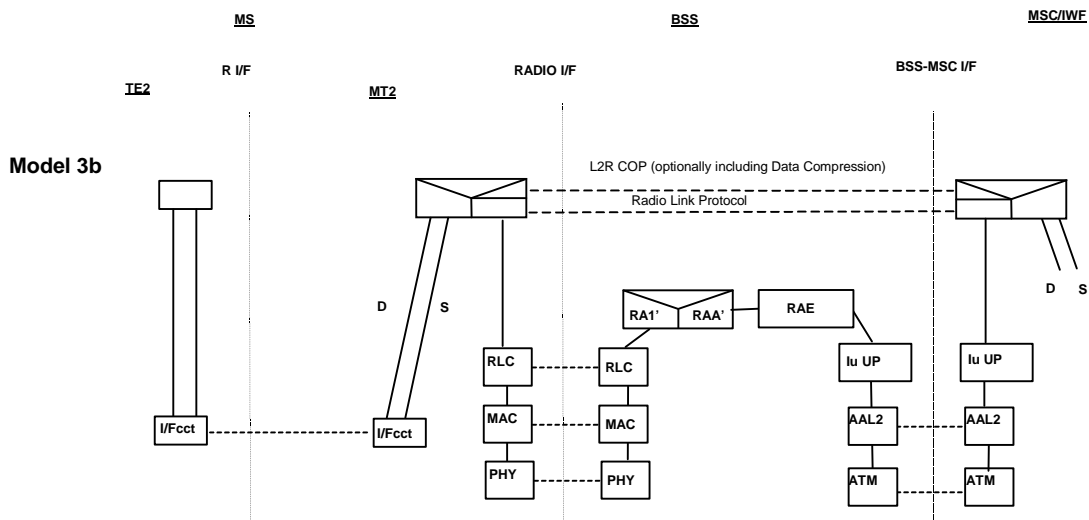 MS
BSS
MSC/IWF
R I/F
RADIO I/F
BSS-MSC I/F
TE2
MT2
Model 3b
L2R COP (optionally including Data Compression)
Radio Link Protocol
D
S
D
S
RA1’
RAA’
RAE
RLC
RLC
Iu UP
Iu UP
MAC
MAC
AAL2
AAL2
I/Fcct
I/Fcct
PHY
PHY
ATM
ATM